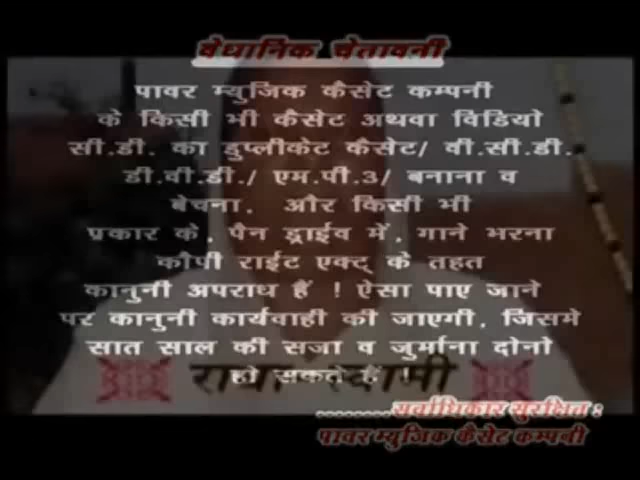 वैधानिक चेतावनी
पावर म्युजिक कैसेट कम्पनी
के किसी भी कैसेट अथवा विडियो
सी.डी. का डुप्लीकेट कैसेट/ वी.सी.डी.
डी.वी.डी./ एम.पी.3/ बनाना व
बेचना, और किसी भी
प्रकार के, पैन ड्राईव में, गाने भरना
कौपी राईट एक्ट् के तहत
कानुनी अपराध हैं ! ऐसा पाए जाने
पर कानुनी कार्यवाही की जाएगी, जिसमे
सात साल की सजा व जुर्माना दोनो
हो सकते हैं !
राधा स्वामी
........सर्वाधिकार सुरक्षित :
पावर म्युजिक कैसेट कम्पनी